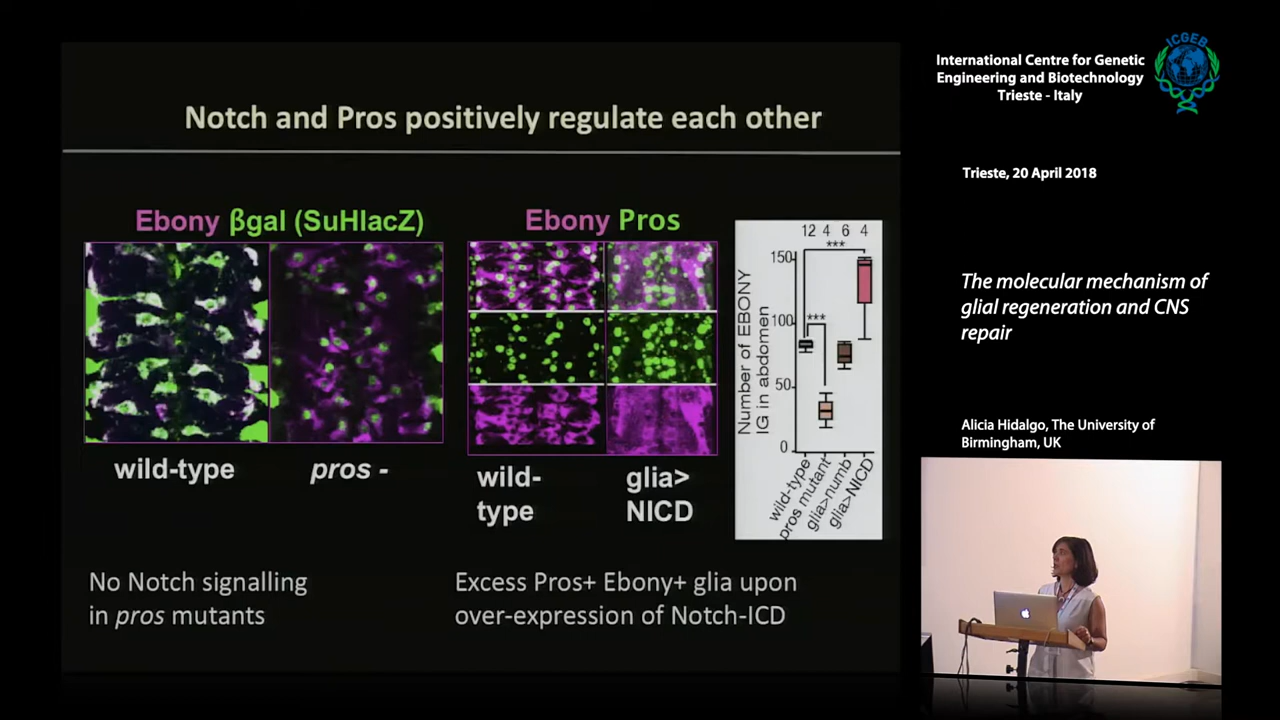 Notch and Pros positively regulate each other
Ebony βgal (SuHlacZ)
wild-type
pros -
No Notch signalling
in pros mutants
Ebony Pros
wild-
type
glia>
NICD
Excess Pros+ Ebony+ glia upon
over-expression of Notch-ICD
12 4 6 4
***
***
150
100
50
0
Number of EBONY
IG in abdomen
wild-type
pros mutant
glia>numb
glia>NICD
ICGEB
International Centre for Genetic
Engineering and Biotechnology
Trieste - Italy
Trieste, 20 April 2018
The molecular mechanism of
glial regeneration and CNS
repair
Alicia Hidalgo, The University of
Birmingham, UK